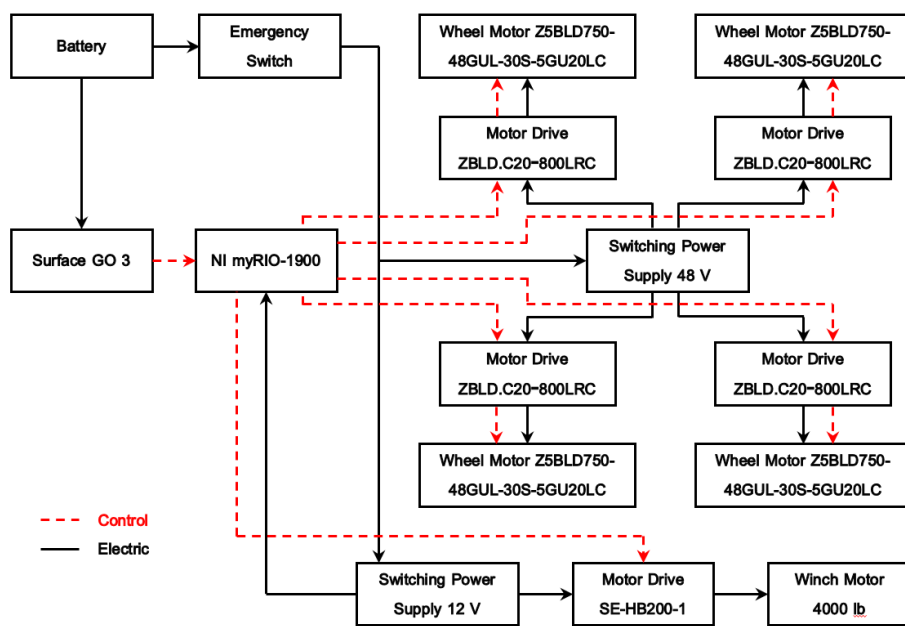 Battery
Emergency
Switch
Wheel Motor Z5BLD750-
48GUL-30S-5GU20LC
Wheel Motor Z5BLD750-
48GUL-30S-5GU20LC
Motor Drive
ZBLD.C20-800LRC
Motor Drive
ZBLD.C20-800LRC
Surface GO 3
NI myRIO-1900
Switching Power
Supply 48 V
Motor Drive
ZBLD.C20-800LRC
Motor Drive
ZBLD.C20-800LRC
Wheel Motor Z5BLD750-
48GUL-30S-5GU20LC
Wheel Motor Z5BLD750-
48GUL-30S-5GU20LC
Control
Electric
Switching Power
Supply 12 V
Motor Drive
SE-HB200-1
Winch Motor
4000 lb